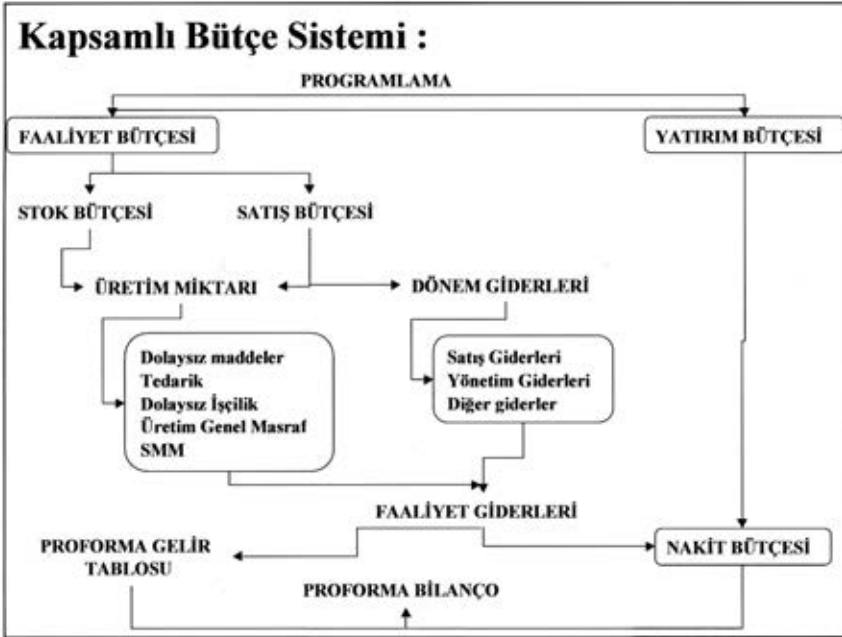 Kapsamlı Bütçe Sistemi :
PROGRAMLAMA
FAALİYET BÜTÇESİ
YATIRIM BÜTÇESİ
STOK BÜTÇESİ
SATIŞ BÜTÇESİ
ÜRETİM MİKTARI
DÖNEM GİDERLERİ
Dolaysız maddeler
Tedarik
Dolaysız İşçilik
Üretim Genel Masraf
SMM
Satış Giderleri
Yönetim Giderleri
Diğer giderler
FAALİYET GİDERLERİ
PROFORMA GELİR
TABLOSU
NAKİT BÜTÇESİ
PROFORMA BİLANÇO